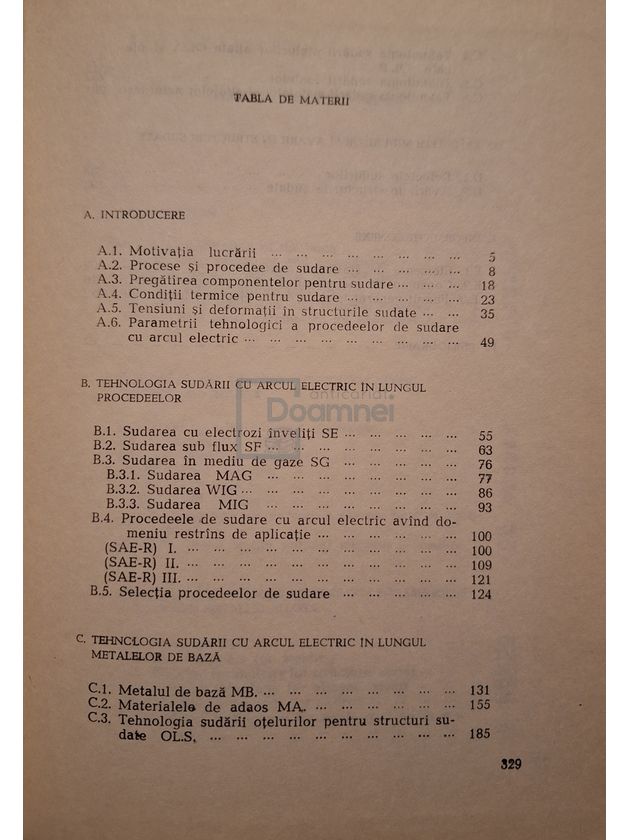 TABLA DE MATERII
A. INTRODUCERE
A.1. Motivația lucrării ... ... ... ... ... ... ... ... 5
A.2. Procese și procedee de sudare ... ... ... ... ... 8
A.3. Pregătirea componentelor pentru sudare ... ... ... 18
A.4. Condiții termice pentru sudare ... ... ... ... ... 23
A.5. Tensiuni și deformații în structurile sudate ... ... 35
A.6. Parametrii tehnologici a procedeelor de sudare
cu arcul electric ... ... ... ... ... ... ... ... ... 49
B. TEHNOLOGIA SUDĂRII CU ARCUL ELECTRIC ÎN LUNGUL
PROCEDEELOR
anticariat
Doamnei
B.1. Sudarea cu electrozi înveliți SE ... ... ... ... ... 55
B.2. Sudarea sub flux SF ... ... ... ... ... ... ... 63
B.3. Sudarea în mediu de gaze SG ... ... ... ... ... 76
B.3.1. Sudarea MAG ... ... ... ... ... ... ... ... 77
B.3.2. Sudarea WIG ... ... ... ... ... ... ... ... ... 86
B.3.3. Sudarea MIG ... ... ... ... ... ... ... ... 93
B.4. Procedeele de sudare cu arcul electric avînd do-
meniu restrîns de aplicație ... ... ... ... ... ... 100
(SAE-R) I. ... ... ... ... ... ... ... ... ... ... ... 100
(SAE-R) II. ... ... ... ... ... ... ... ... ... ... ... 109
(SAE-R) III. ... ... ... ... ... ... ... ... ... ... ... 121
B.5. Selecția procedeelor de sudare ... ... ... ... ... 124
C. TEHNOLOGIA SUDĂRII CU ARCUL ELECTRIC ÎN LUNGUL
METALELOR DE BAZĂ
C.1. Metalul de bază MB. ... ... ... ... ... ... ... ... 131
C.2. Materialele de adaos MA. ... ... ... ... ... ... 155
C.3. Tehnologia sudării oțelurilor pentru structuri su-
date OL.S. ... ... ... ... ... ... ... ... ... ... 185
329